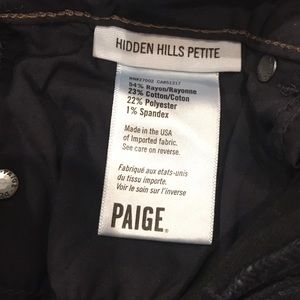 HIDDEN HILLS PETITE
54% Rayon/Rayonne
23% Cotton/Coton
22% Polyester
1% Spandex
Made in the USA
of Imported fabric.
See care on reverse.
Fabriqué aux etats-unis
du tissu importe.
Voir le soin sur l'inverse
PAIGE